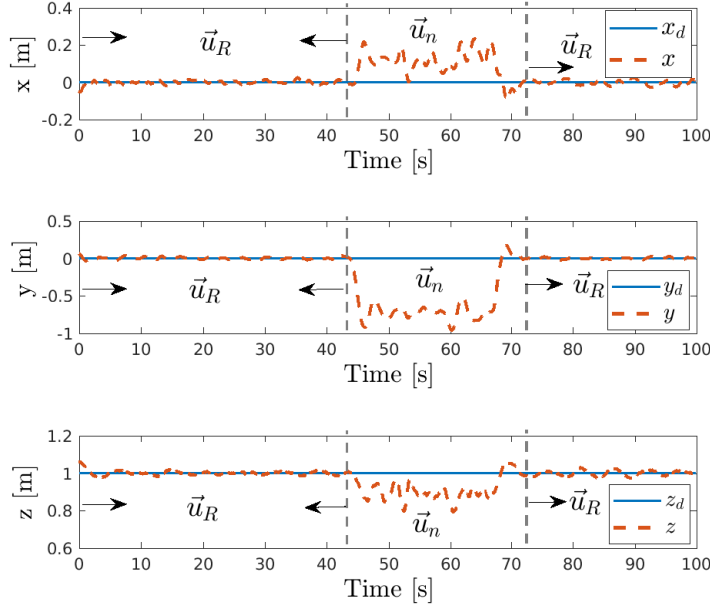 x [m]
0.4
0.2
0
-0.2
u⃗_R
u⃗_n
u⃗_R
x_d
x
0 10 20 30 40 50 60 70 80 90 100
Time [s]
y [m]
0.5
0
-0.5
-1
u⃗_R
u⃗_n
u⃗_R
y_d
y
0 10 20 30 40 50 60 70 80 90 100
Time [s]
z [m]
1.2
1
0.8
0.6
u⃗_R
u⃗_n
u⃗_R
z_d
z
0 10 20 30 40 50 60 70 80 90 100
Time [s]